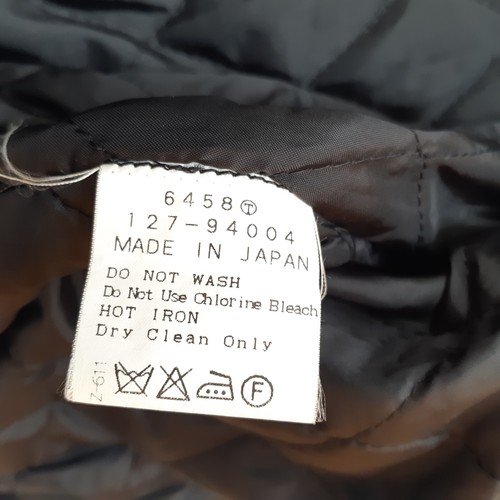 6458Ⓣ
127-94004
MADE IN JAPAN
DO NOT WASH
Do Not Use Chlorine Bleach
HOT IRON
Dry Clean Only
Z-611
F